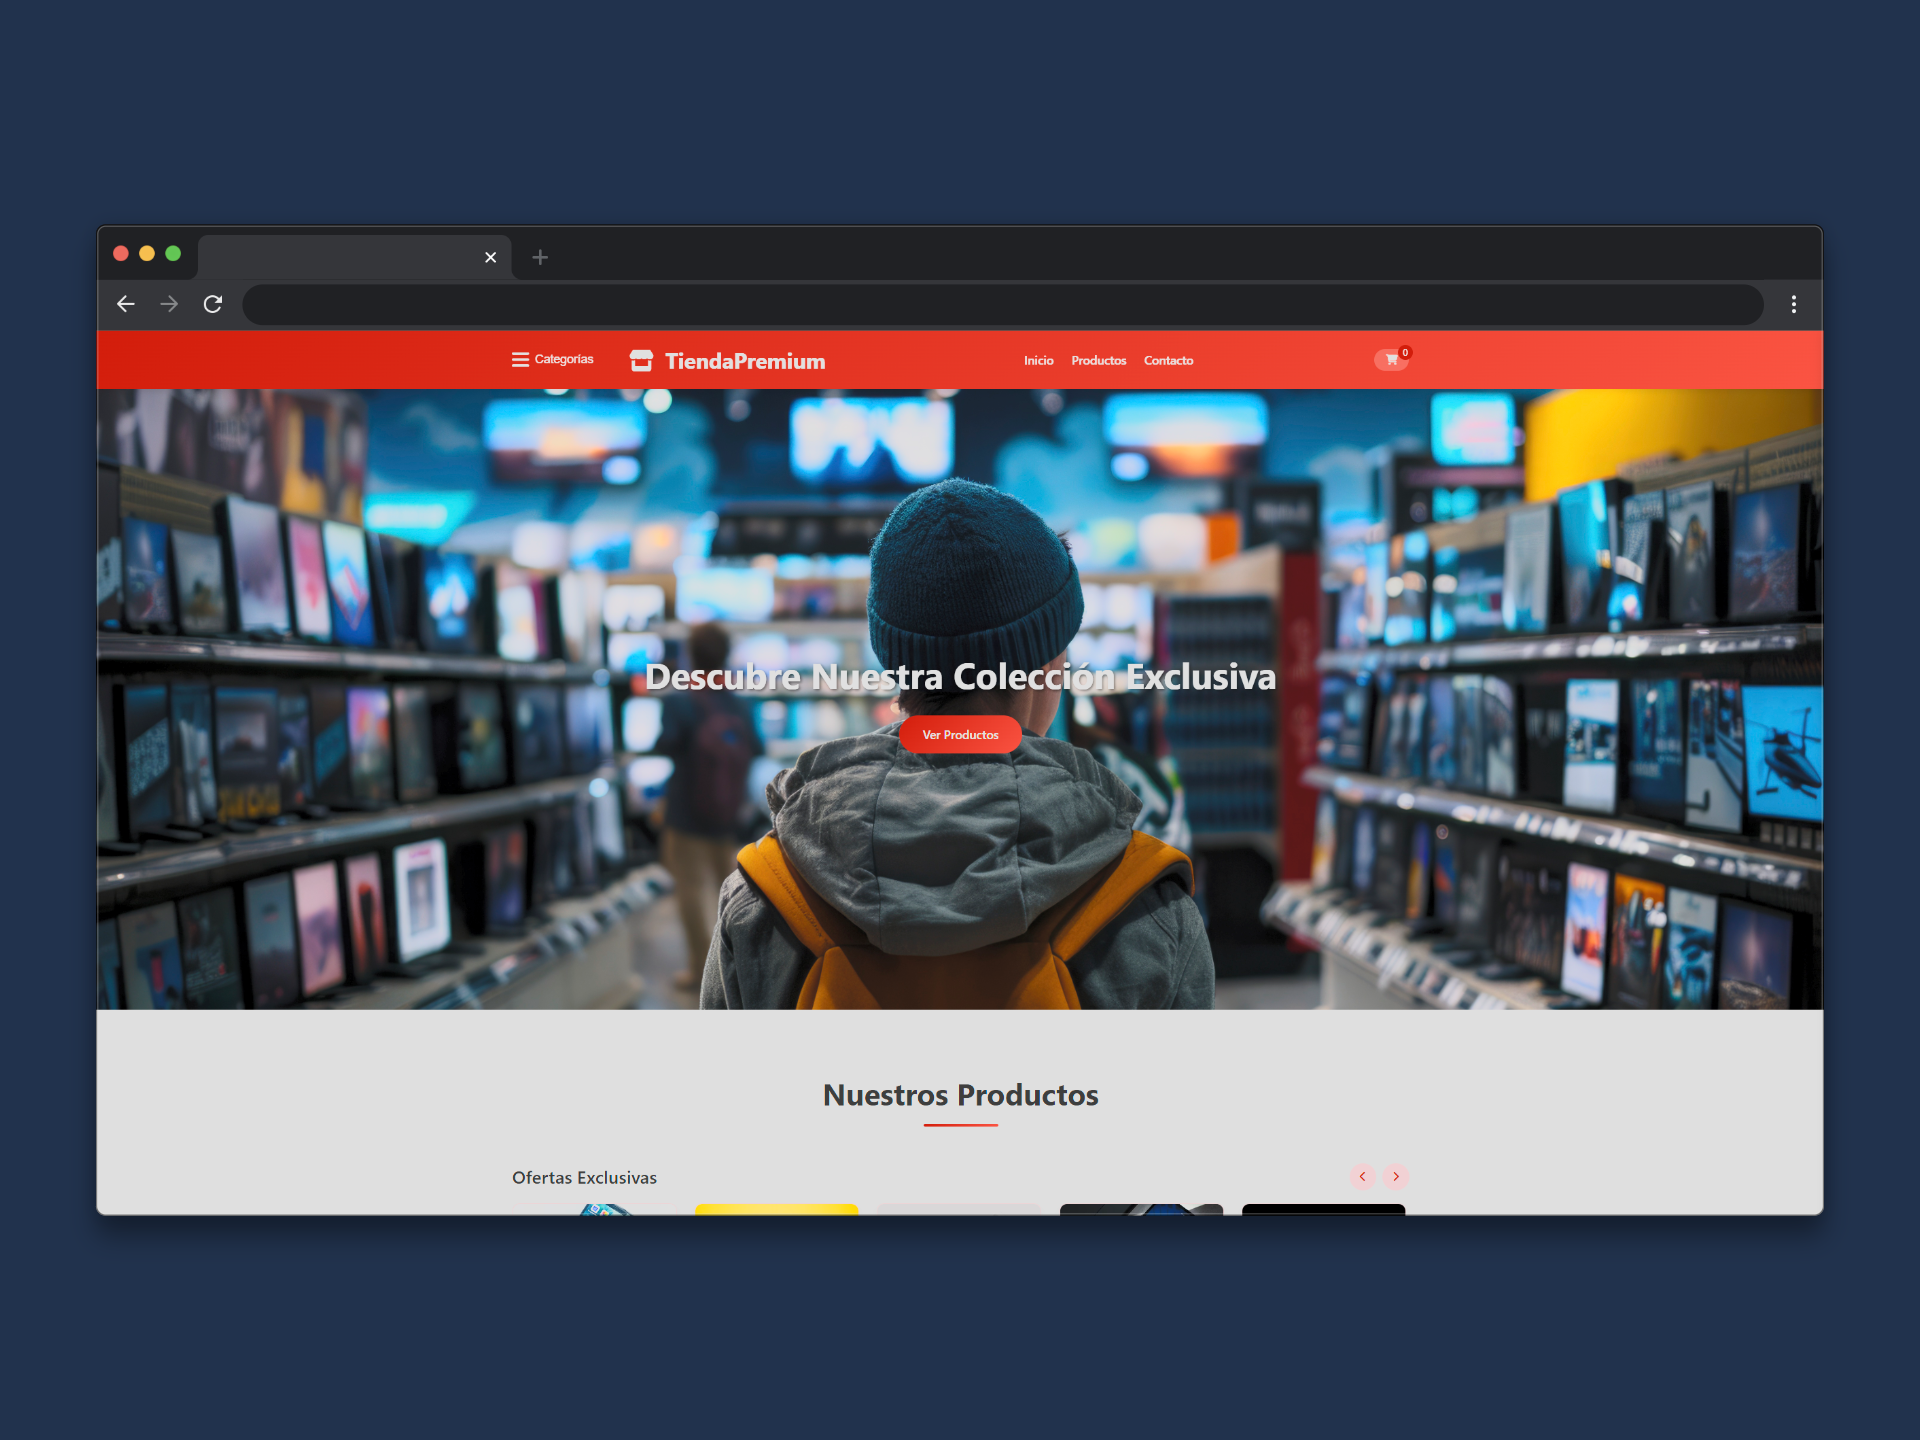 Categorías
TiendaPremium
Inicio
Productos
Contacto
0
Descubre Nuestra Colección Exclusiva
Ver Productos
Nuestros Productos
Ofertas Exclusivas